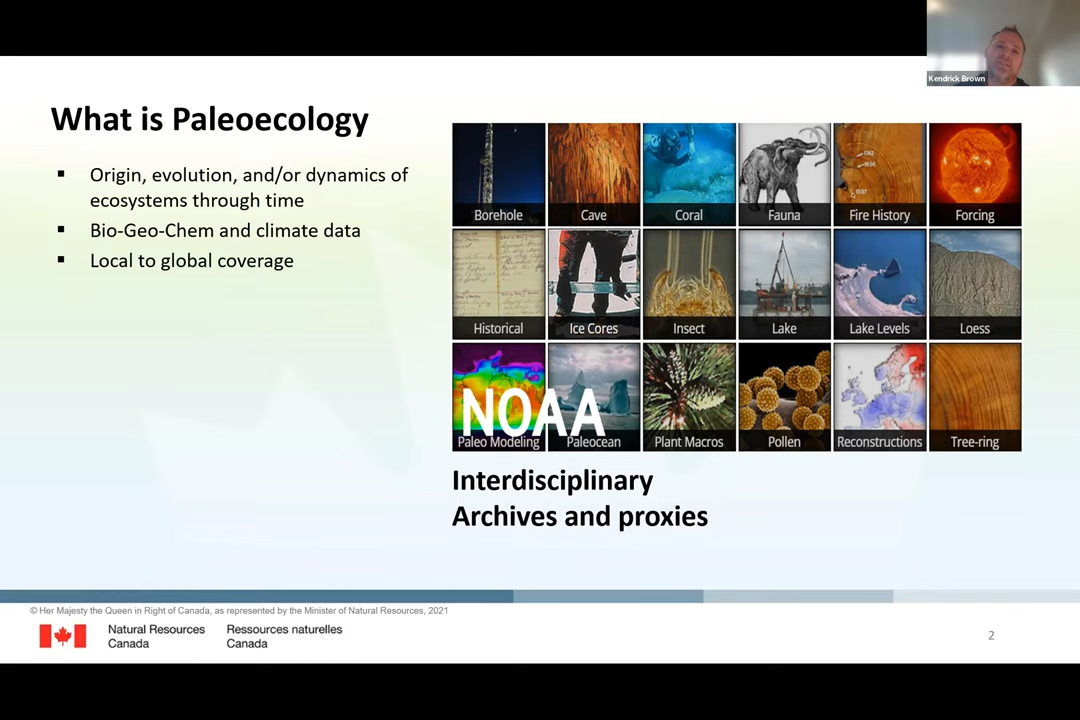 Kendrick Brown
What is Paleoecology
Origin, evolution, and/or dynamics of
ecosystems through time
Bio-Geo-Chem and climate data
Local to global coverage
Borehole
Cave
Coral
Fauna
Fire History
Forcing
Historical
Ice Cores
Insect
Lake
Lake Levels
Loess
NOAA
Paleo Modeling
Paleocean
Plant Macros
Pollen
Reconstructions
Tree-ring
Interdisciplinary
Archives and proxies
© Her Majesty the Queen in Right of Canada, as represented by the Minister of Natural Resources, 2021
Natural Resources
Canada
Ressources naturelles
Canada
2